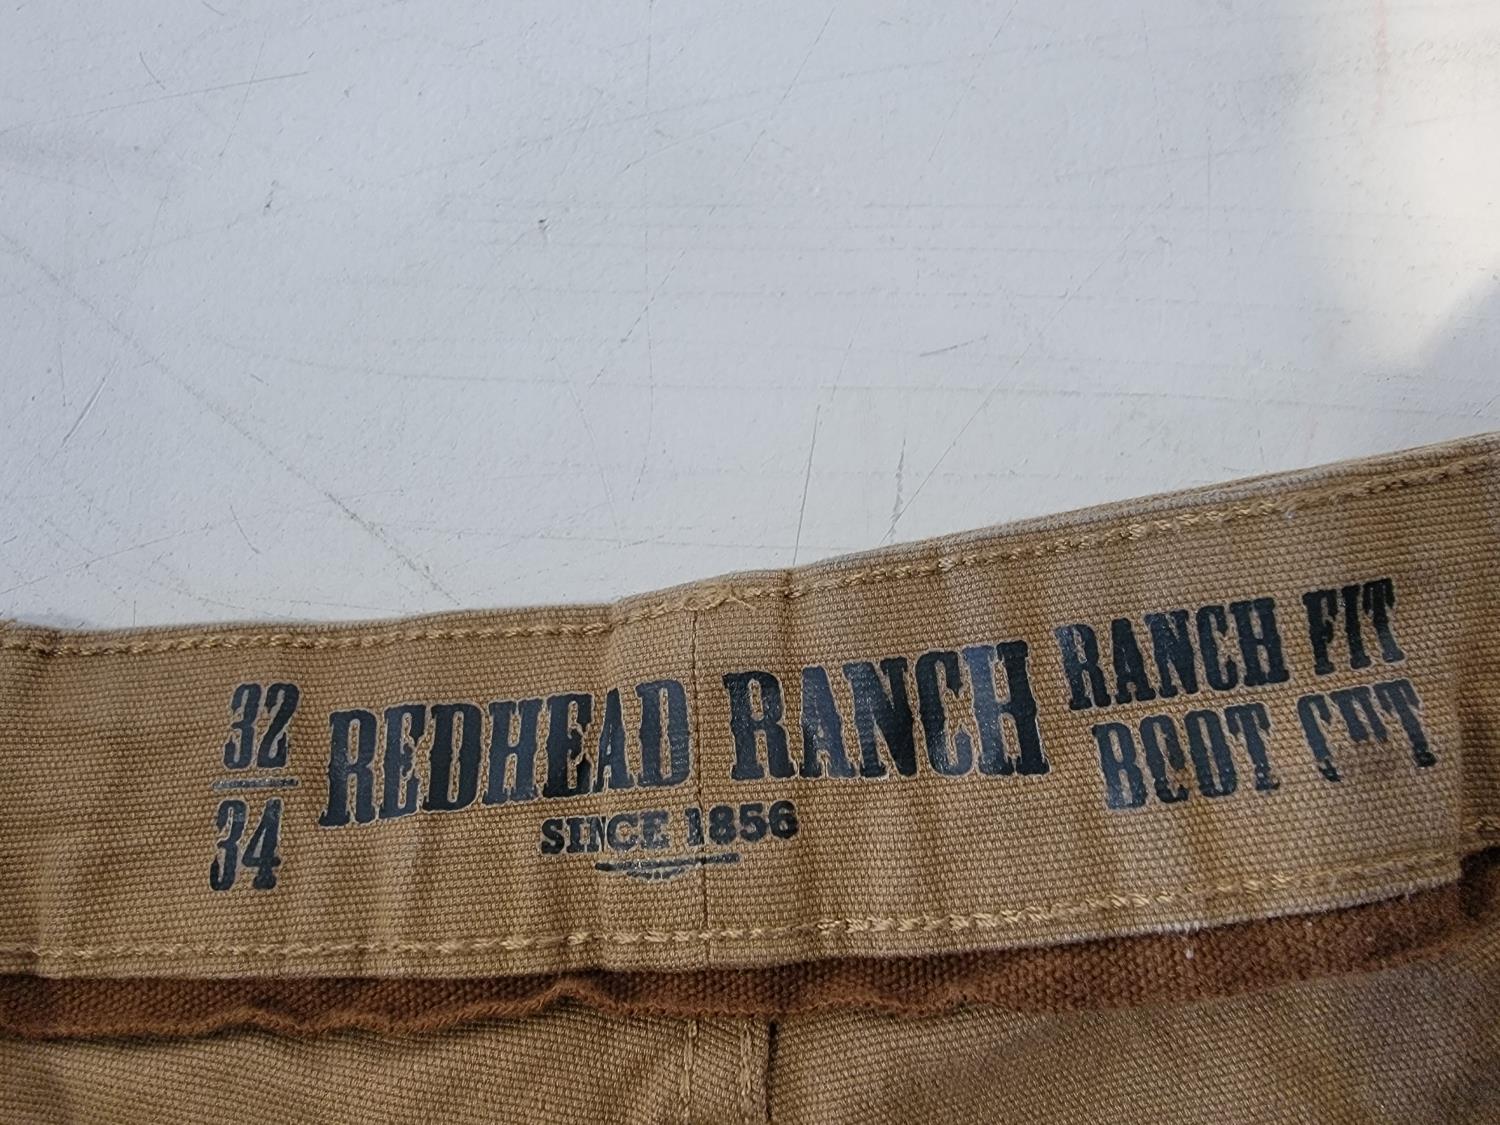 32
34
REDHEAD RANCH
SINCE 1856
RANCH FIT
BOOT CUT